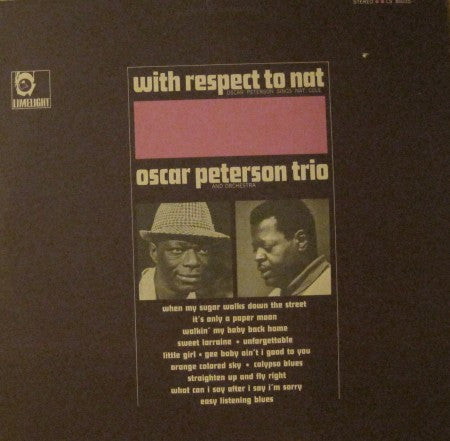 STEREO LS 86035
LIMELIGHT
with respect to nat
OSCAR PETERSON SINGS NAT COLE
oscar peterson trio
AND ORCHESTRA
when my sugar walks down the street
it's only a paper moon
walkin' my baby back home
sweet lorraine • unforgettable
little girl • gee baby ain't i good to you
orange colored sky • calypso blues
straighten up and fly right
what can i say after i say i'm sorry
easy listening blues